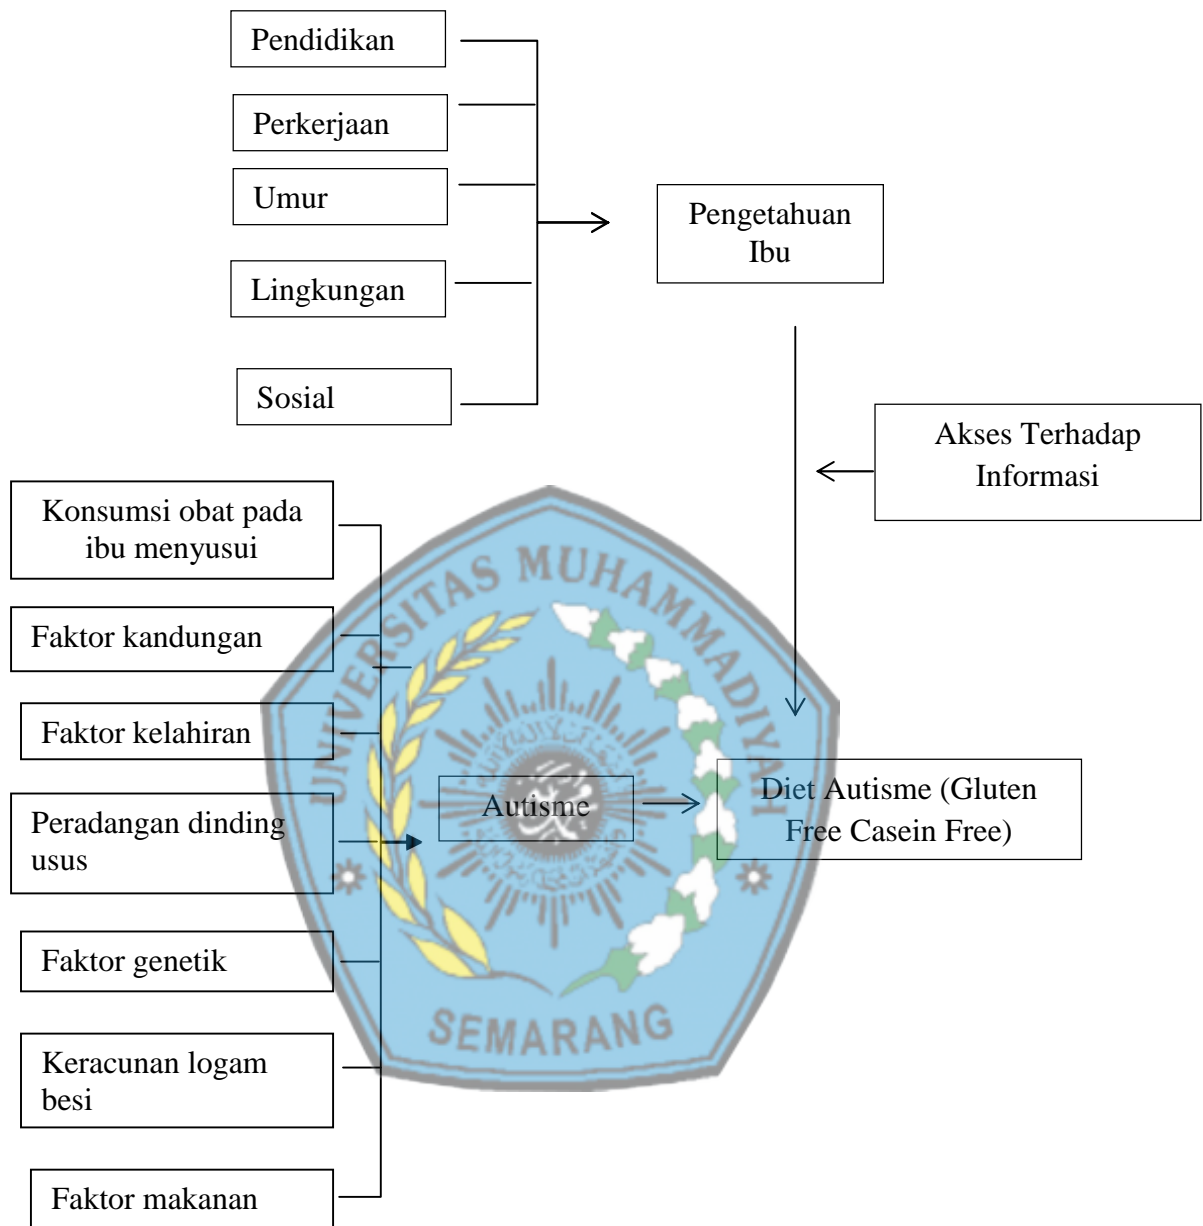 Pendidikan
Perkerjaan
Umur
Pengetahuan
Ibu
Lingkungan
Sosial
Akses Terhadap
Informasi
Konsumsi obat pada
ibu menyusui
Faktor kandungan
Faktor kelahiran
Peradangan dinding
usus
Autisme
Diet Autisme (Gluten
Free Casein Free)
Faktor genetik
Keracunan logam
besi
Faktor makanan
UNIVERSITAS MUHAMMADIYAH
SEMARANG